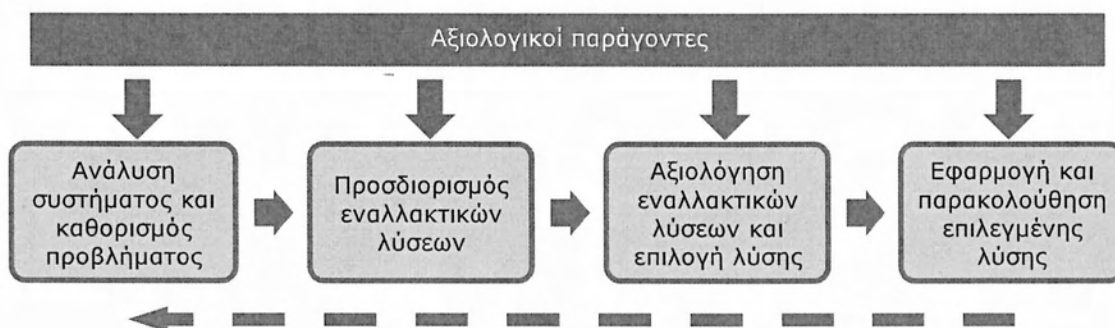 Αξιολογικοί παράγοντες
Ανάλυση
συστήματος και
καθορισμός
προβλήματος
Προσδιορισμός
εναλλακτικών
λύσεων
Αξιολόγηση
εναλλακτικών
λύσεων και
επιλογή λύσης
Εφαρμογή και
παρακολούθηση
επιλεγμένης
λύσης